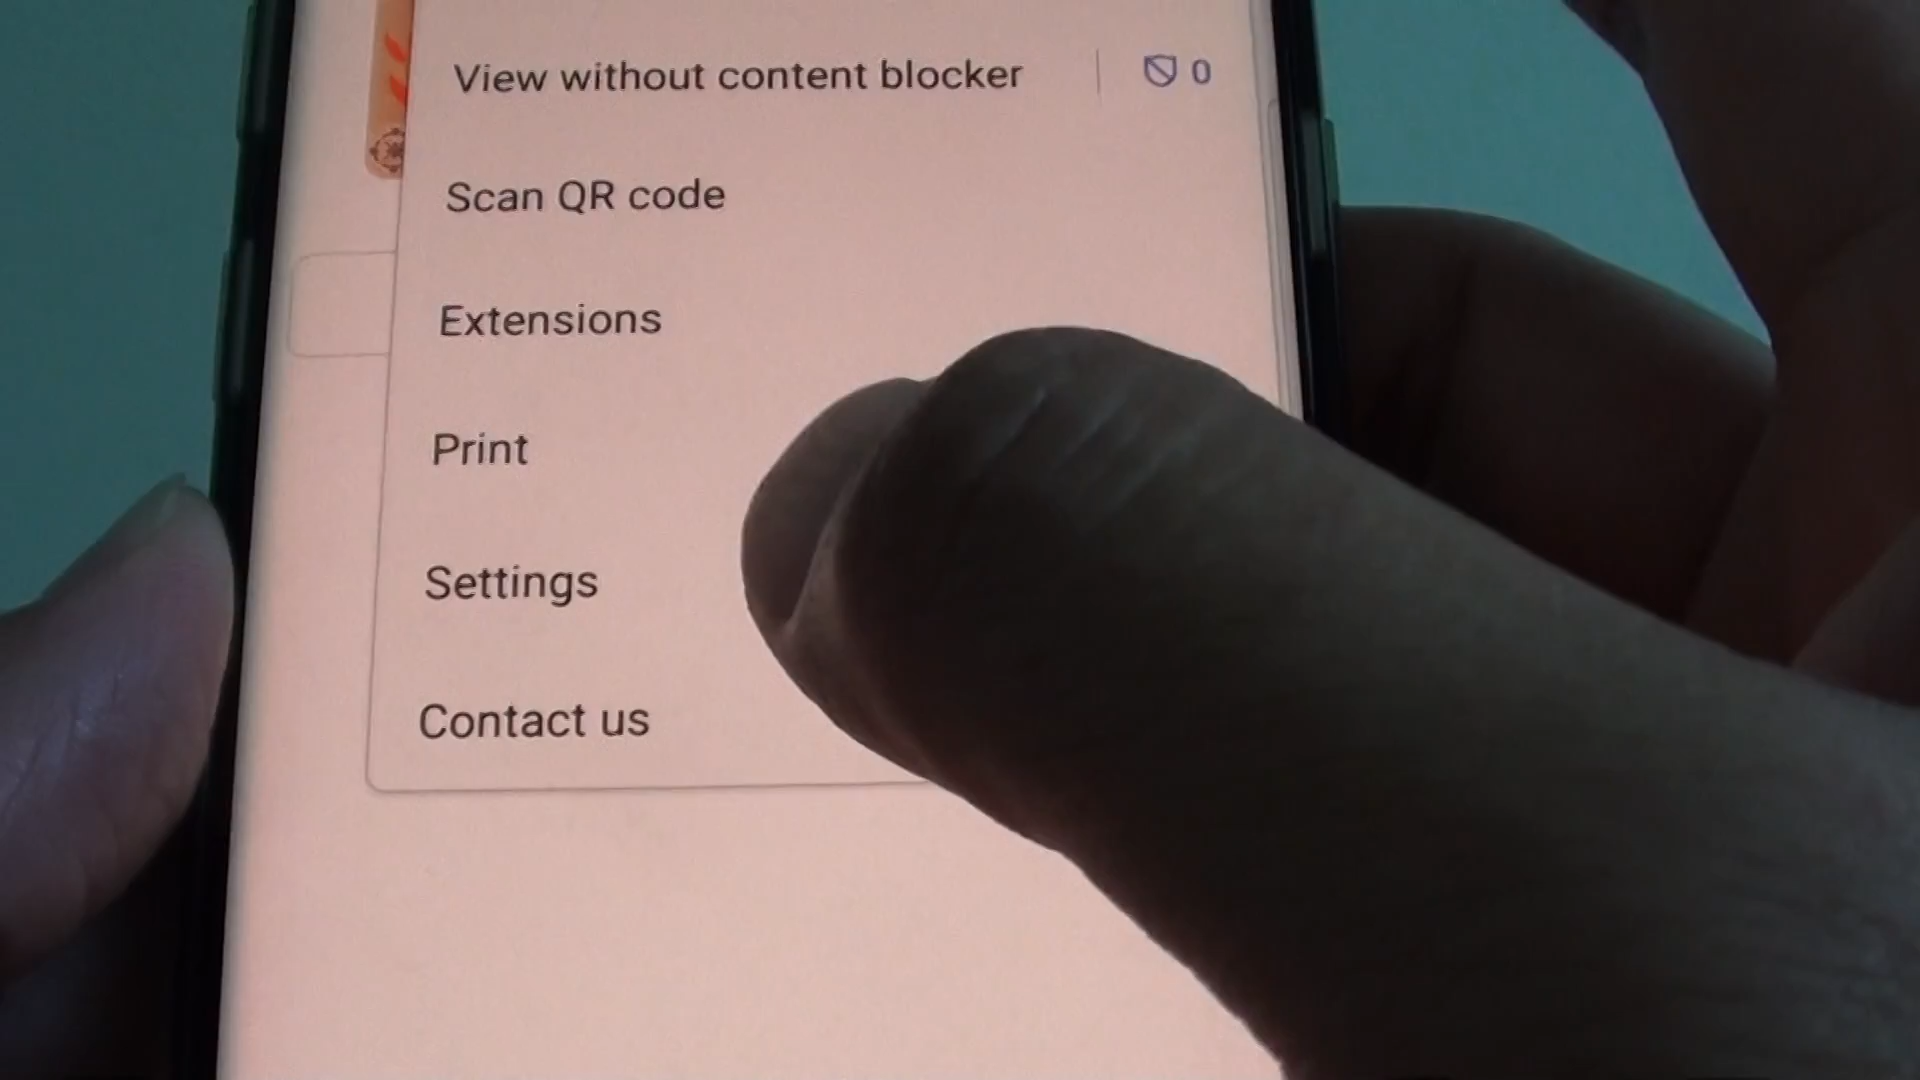 View without content blocker 0
Scan QR code
Extensions
Print
Settings
Contact us